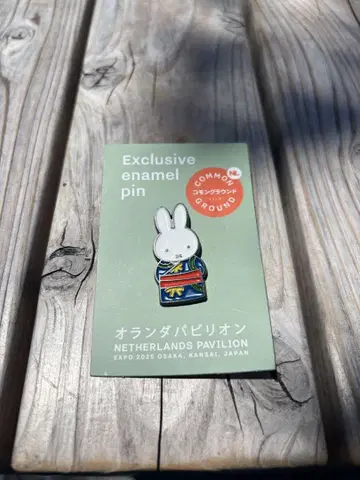 Exclusive
enamel
pin
NL
COMMON
コモングラウンド
GROUND
オランダパビリオン
NETHERLANDS PAVILION
EXPO 2025 OSAKA, KANSAI, JAPAN